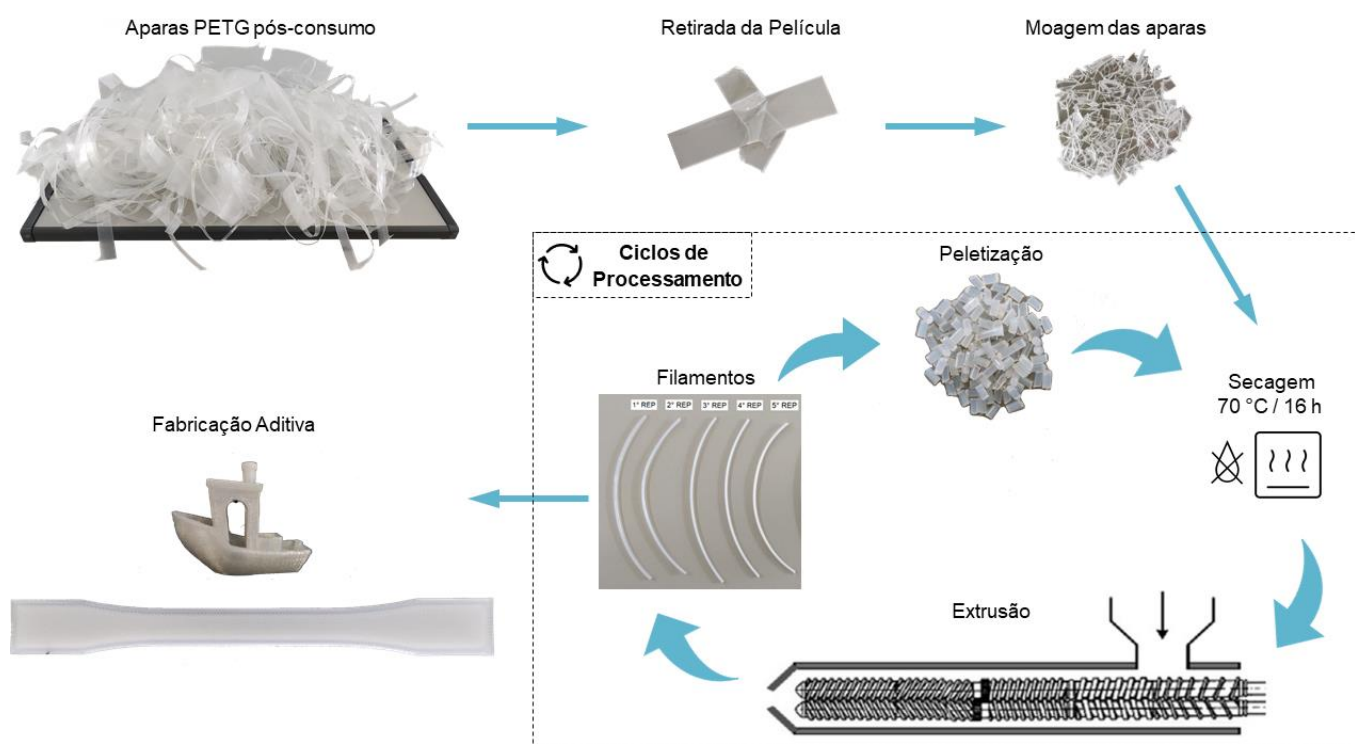 Aparas PETG pós-consumo
Retirada da Película
Moagem das aparas
Ciclos de
Processamento
Peletização
Filamentos
1° REP
2° REP
3° REP
4° REP
5° REP
Secagem
70 °C / 16 h
Fabricação Aditiva
Extrusão